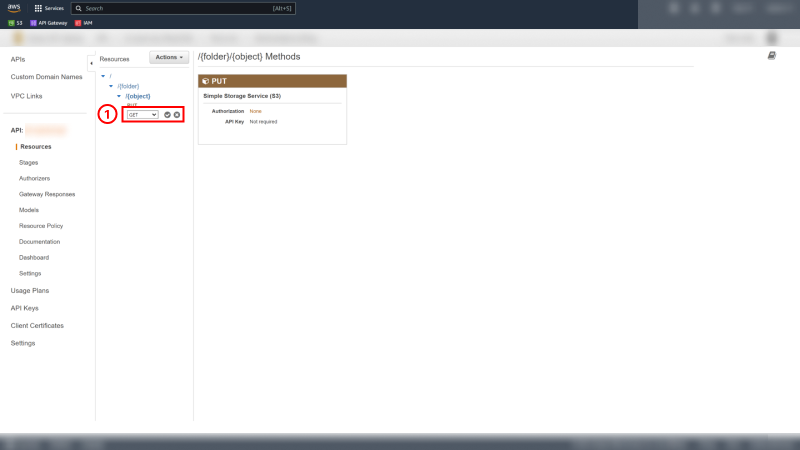 aws
Services
Search
[Alt+S]
S3
API Gateway
IAM
APIs
Custom Domain Names
VPC Links
API:
Resources
Stages
Authorizers
Gateway Responses
Models
Resource Policy
Documentation
Dashboard
Settings
Usage Plans
API Keys
Client Certificates
Settings
Resources
Actions
/
/{folder}
/{object}
PUT
1
GET
/{folder}/{object} Methods
PUT
Simple Storage Service (S3)
Authorization None
API Key Not required